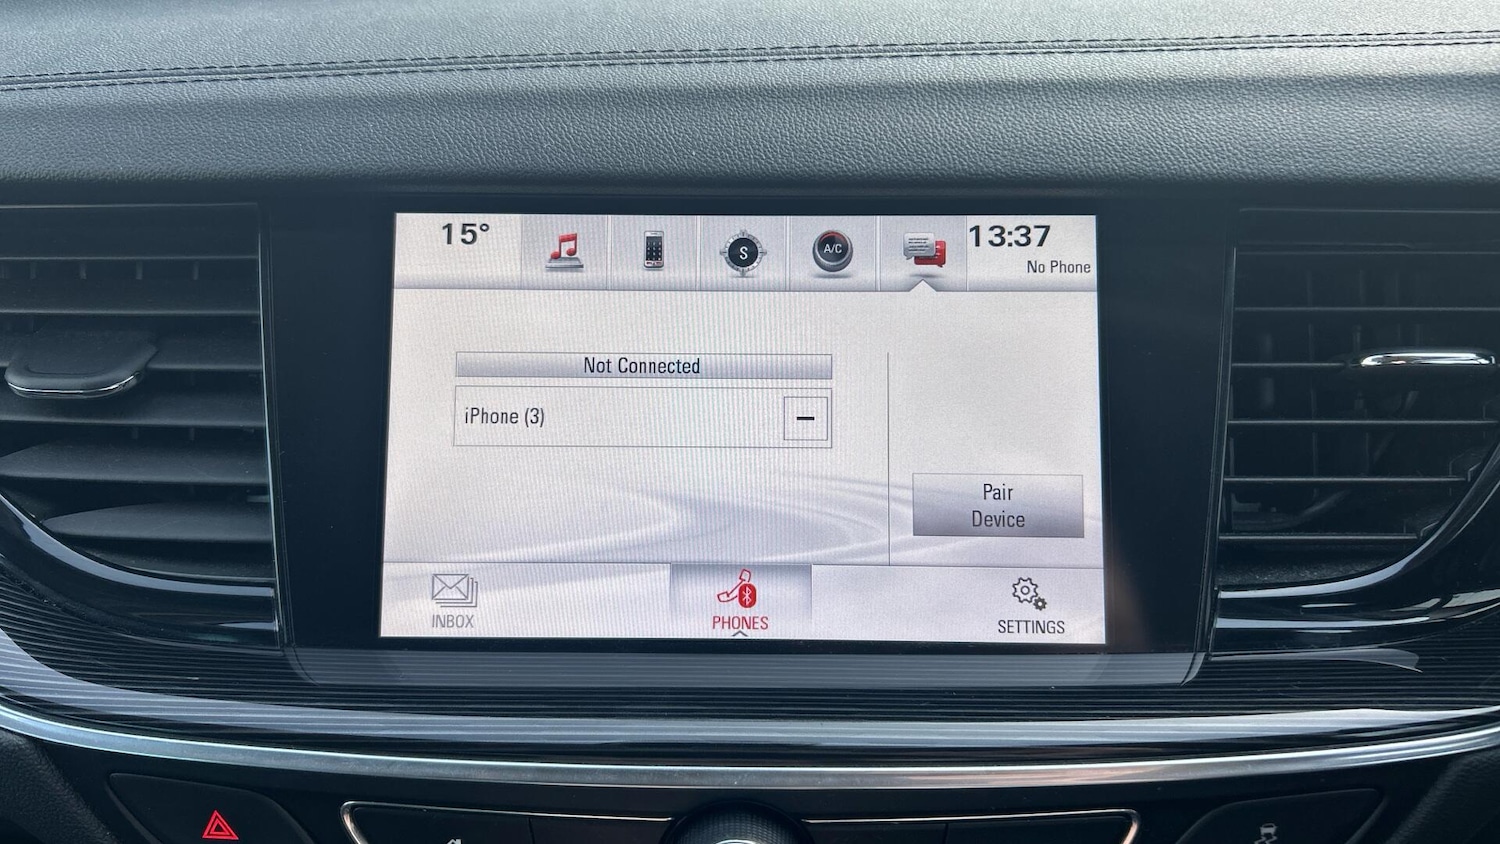 15°
S
A/C
13:37
No Phone
Not Connected
iPhone (3)
Pair
Device
INBOX
PHONES
SETTINGS